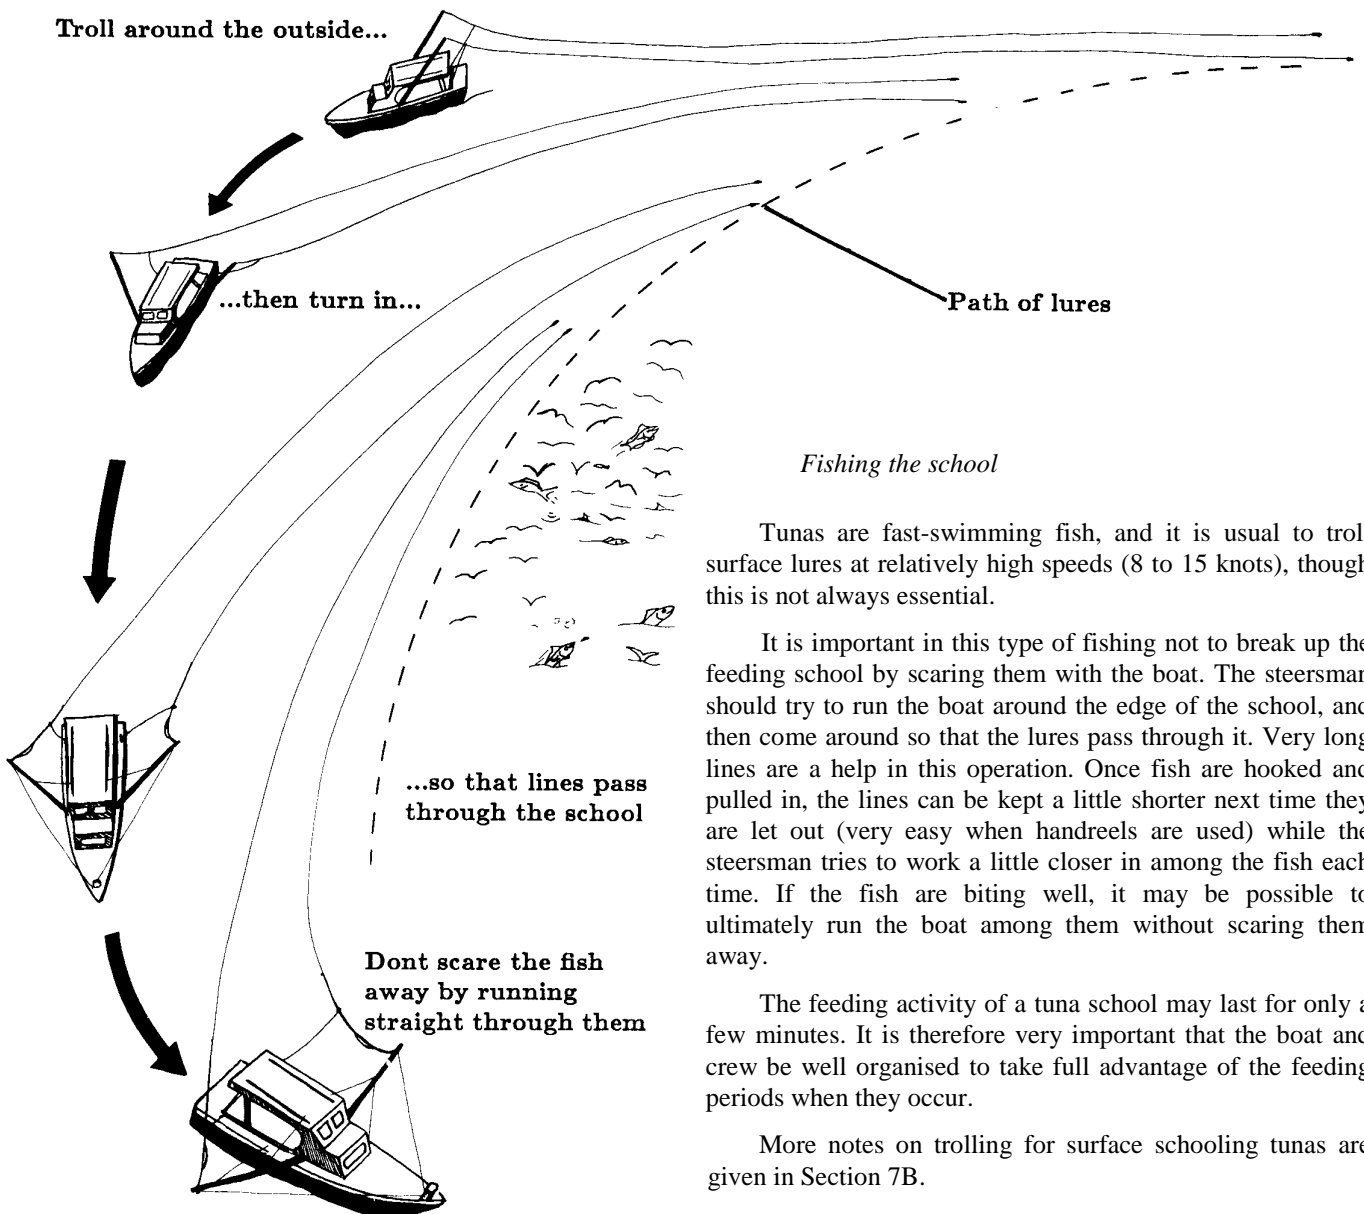 Troll around the outside...
...then turn in...
Path of lures
...so that lines pass
through the school
Dont scare the fish
away by running
straight through them
Fishing the school
Tunas are fast-swimming fish, and it is usual to troll
surface lures at relatively high speeds (8 to 15 knots), though
this is not always essential.
It is important in this type of fishing not to break up the
feeding school by scaring them with the boat. The steersman
should try to run the boat around the edge of the school, and
then come around so that the lures pass through it. Very long
lines are a help in this operation. Once fish are hooked and
pulled in, the lines can be kept a little shorter next time they
are let out (very easy when handreels are used) while the
steersman tries to work a little closer in among the fish each
time. If the fish are biting well, it may be possible to
ultimately run the boat among them without scaring them
away.
The feeding activity of a tuna school may last for only a
few minutes. It is therefore very important that the boat and
crew be well organised to take full advantage of the feeding
periods when they occur.
More notes on trolling for surface schooling tunas are
given in Section 7B.